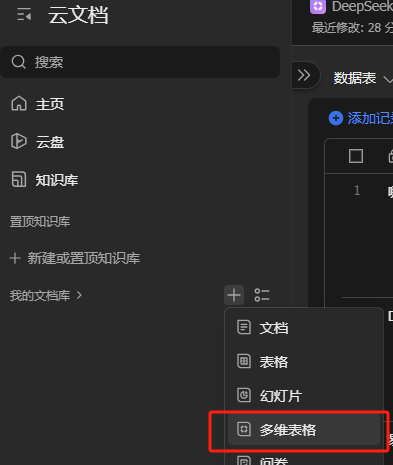 云文档
搜索
主页
云盘
知识库
置顶知识库
新建或置顶知识库
我的文档库
文档
表格
幻灯片
多维表格
问卷
DeepSeek
最近修改: 28 分
数据表
添加记录
1